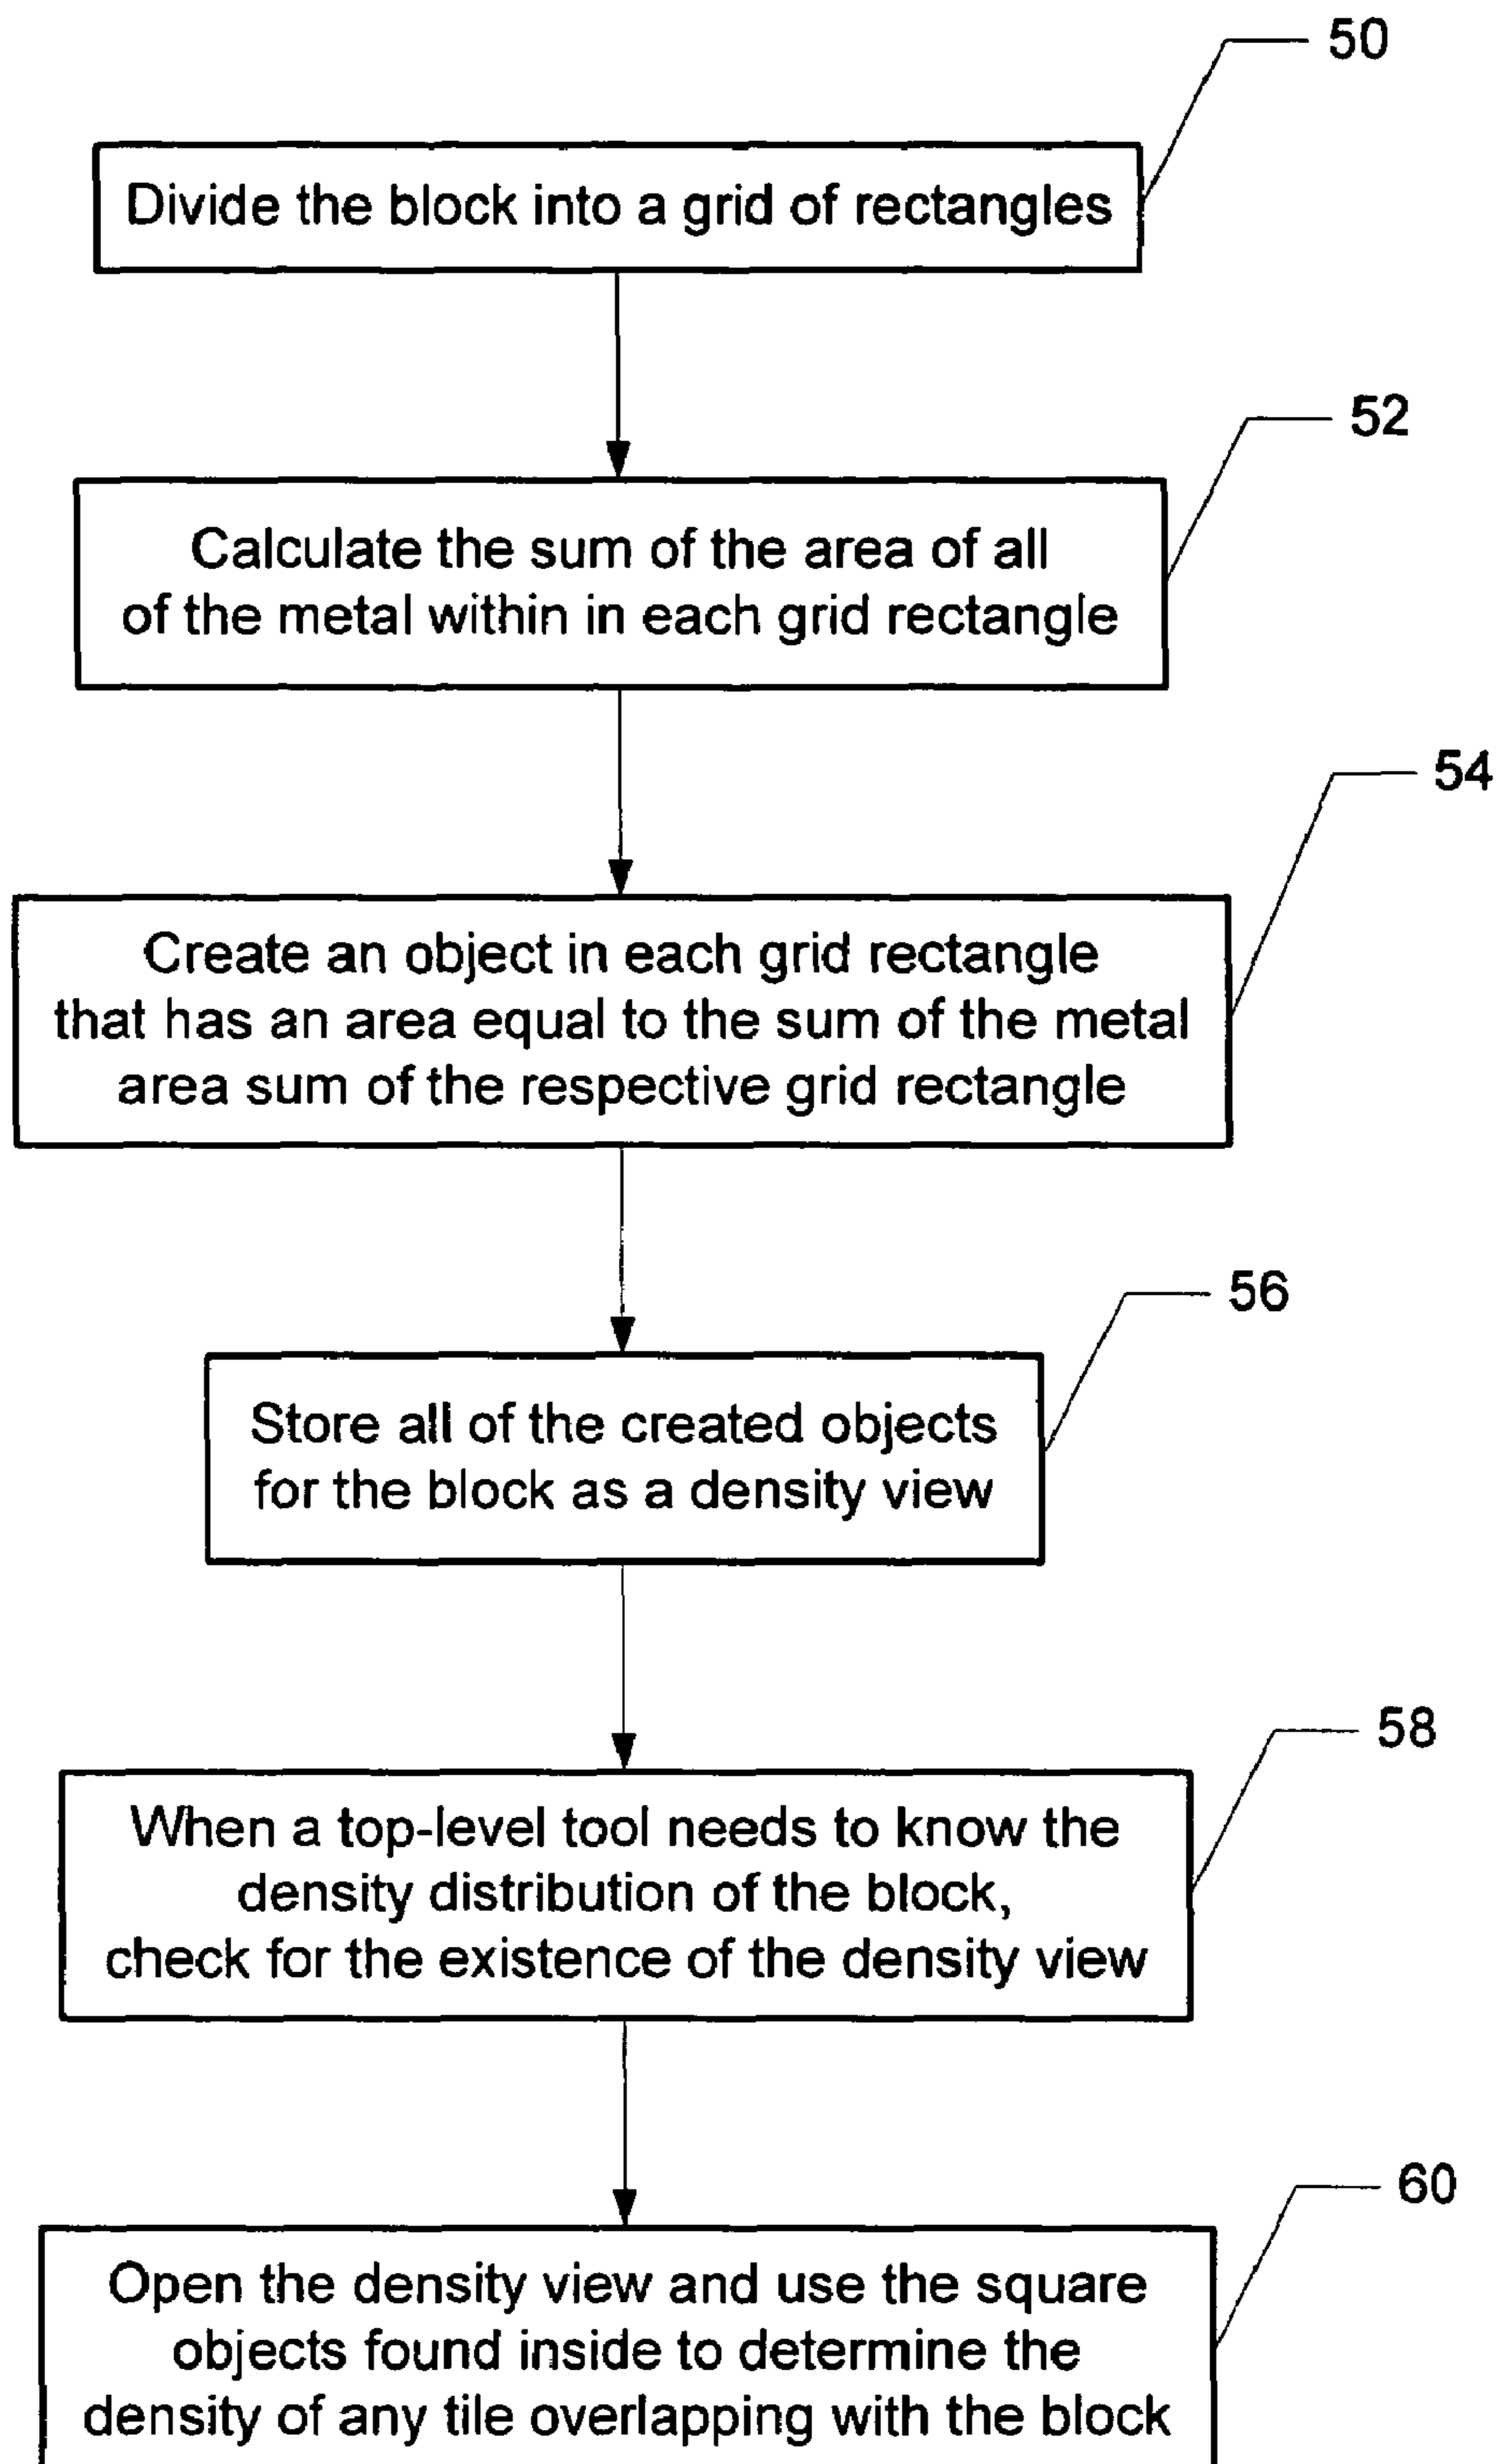 50
Divide the block into a grid of rectangles
52
Calculate the sum of the area of all
of the metal within in each grid rectangle
54
Create an object in each grid rectangle
that has an area equal to the sum of the metal
area sum of the respective grid rectangle
56
Store all of the created objects
for the block as a density view
58
When a top-level tool needs to know the
density distribution of the block,
check for the existence of the density view
60
Open the density view and use the square
objects found inside to determine the
density of any tile overlapping with the block